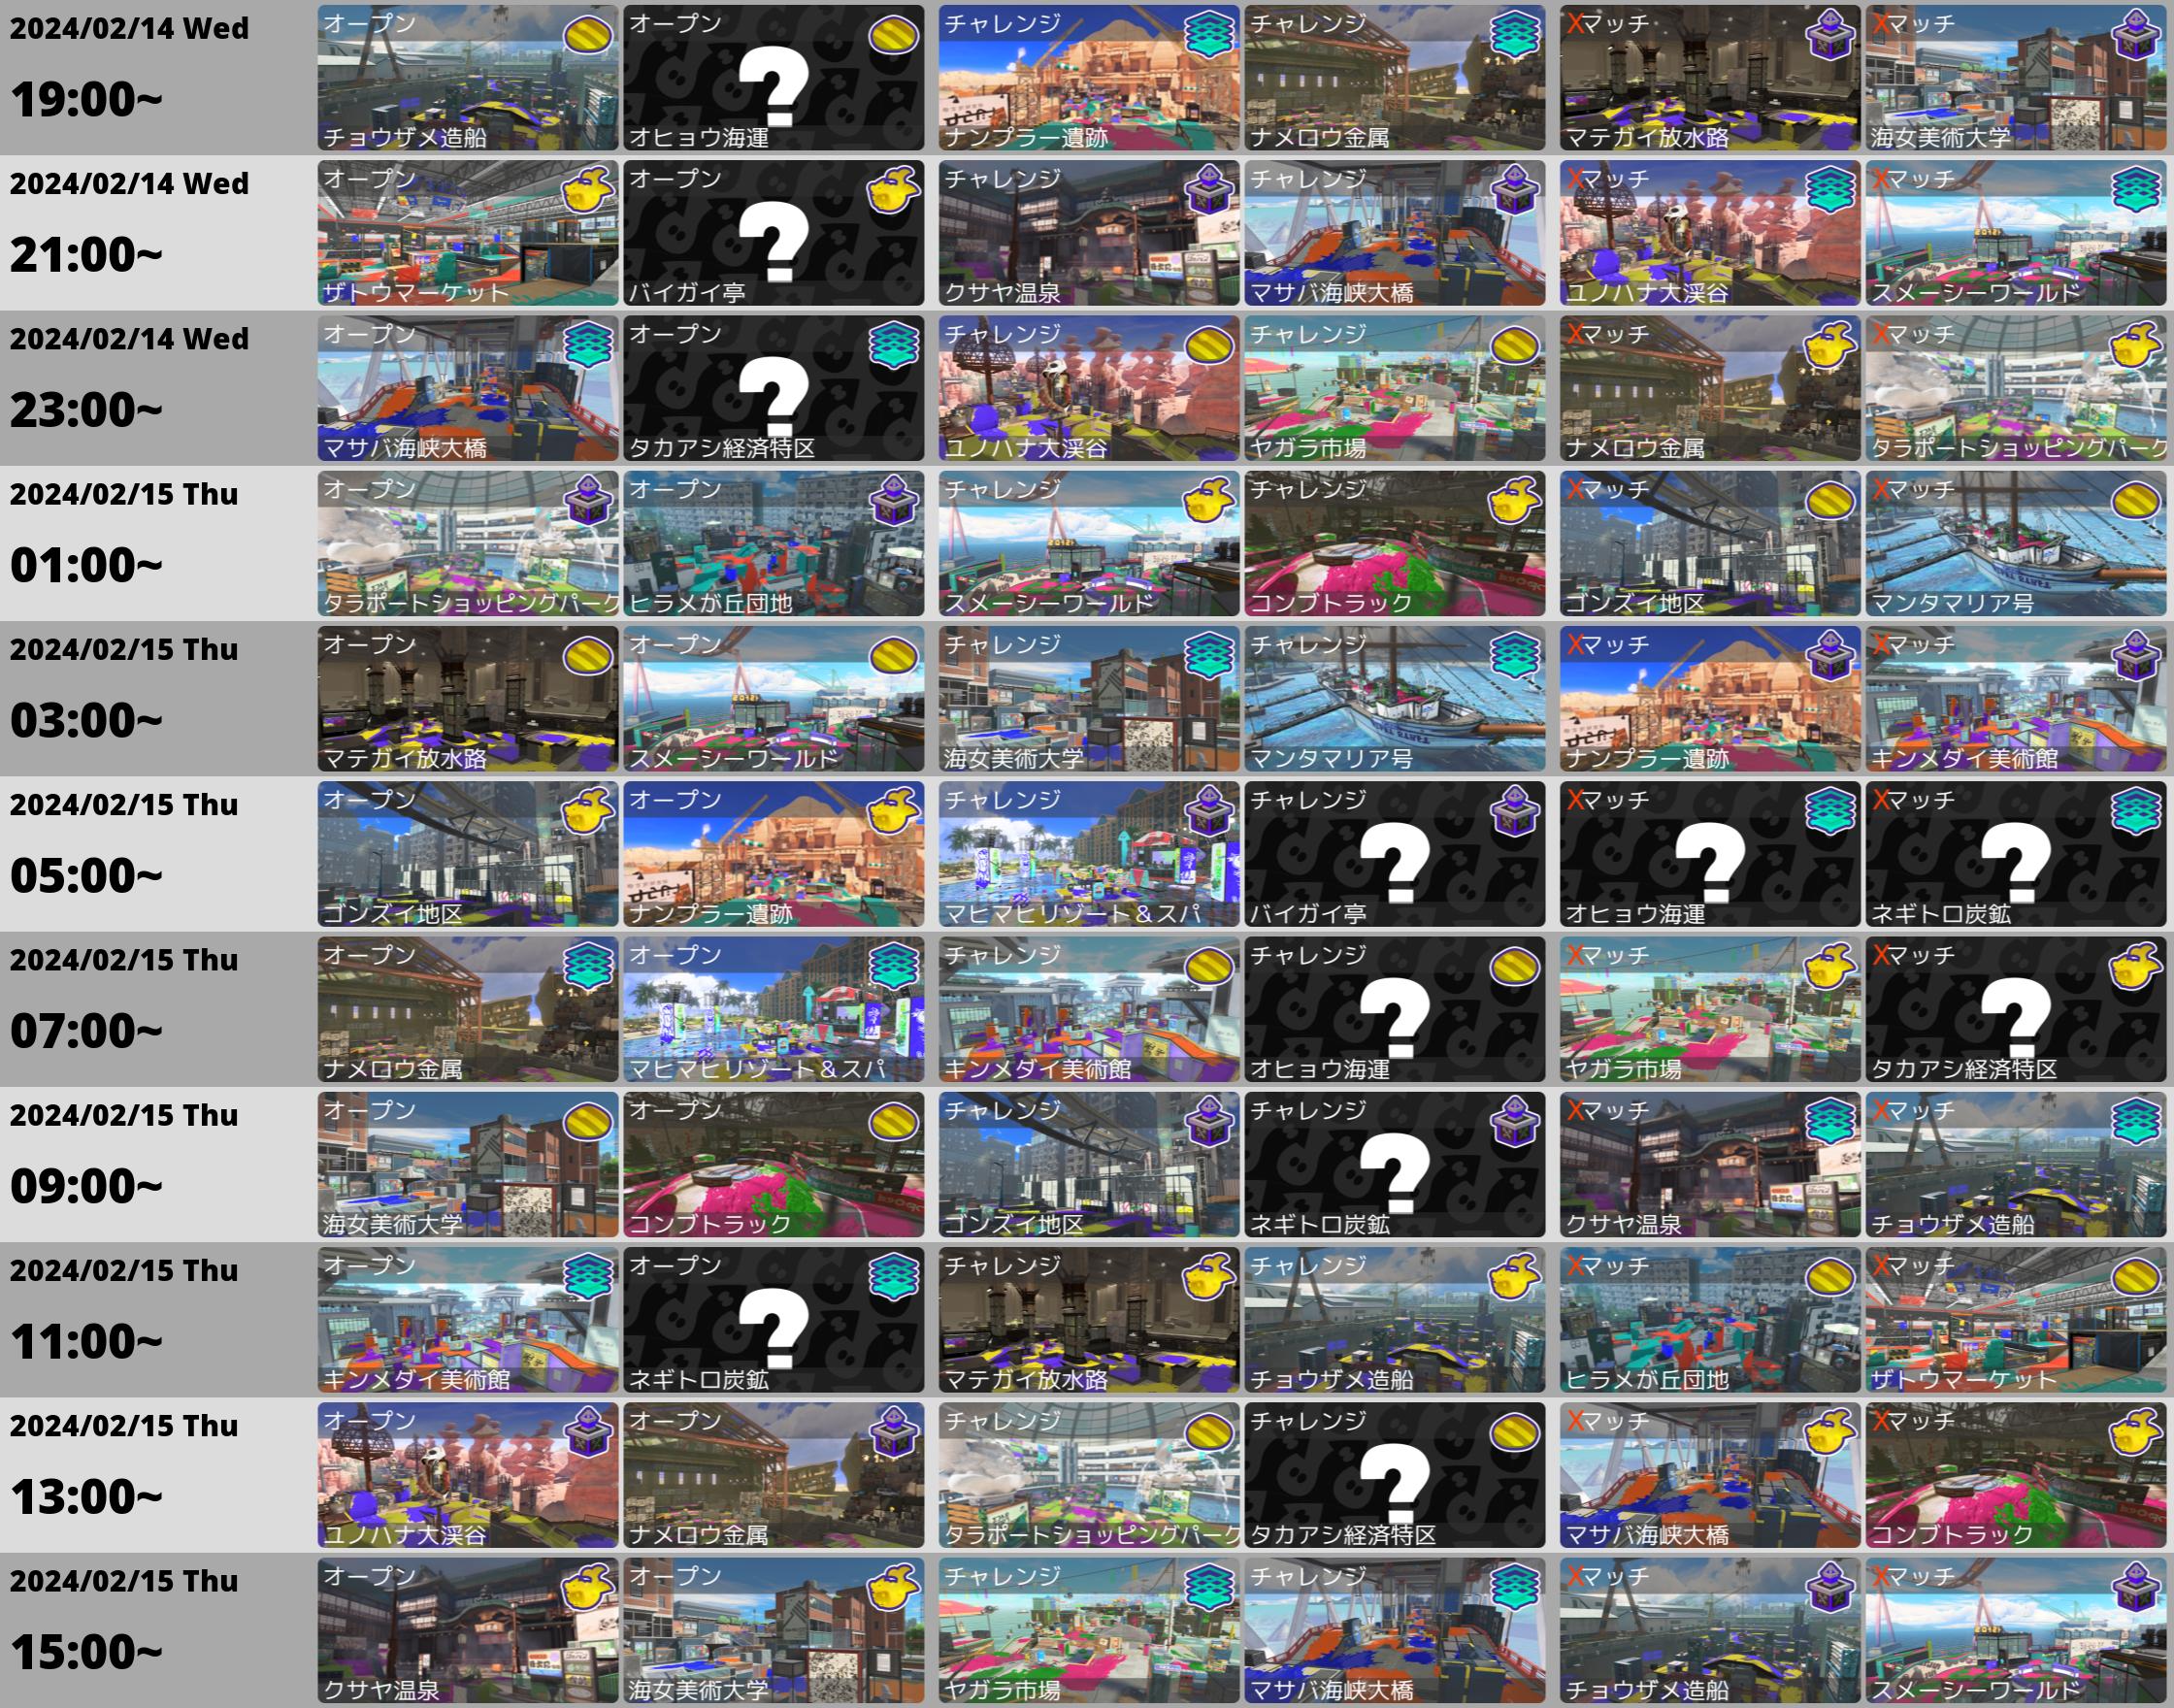 2024/02/14 Wed
19:00~
オープン オープン チャレンジ チャレンジ Xマッチ Xマッチ
チョウザメ造船 オヒョウ海運 ナンプラー遺跡 ナメロウ金属 マテガイ放水路 海女美術大学
2024/02/14 Wed
21:00~
オープン オープン チャレンジ チャレンジ Xマッチ Xマッチ
ザトウマーケット バイガイ亭 クサヤ温泉 マサバ海峡大橋 ユノハナ大渓谷 スメーシーワールド
2024/02/14 Wed
23:00~
オープン オープン チャレンジ チャレンジ Xマッチ Xマッチ
マサバ海峡大橋 タカアシ経済特区 ユノハナ大渓谷 ヤガラ市場 ナメロウ金属 タラポートショッピングパーク
2024/02/15 Thu
01:00~
オープン オープン チャレンジ チャレンジ Xマッチ Xマッチ
タラポートショッピングパーク ヒラメが丘団地 スメーシーワールド コンブトラック ゴンズイ地区 マンタマリア号
2024/02/15 Thu
03:00~
オープン オープン チャレンジ チャレンジ Xマッチ Xマッチ
マテガイ放水路 スメーシーワールド 海女美術大学 マンタマリア号 ナンプラー遺跡 キンメダイ美術館
2024/02/15 Thu
05:00~
オープン オープン チャレンジ チャレンジ Xマッチ Xマッチ
ゴンズイ地区 ナンプラー遺跡 マヒマヒリゾート＆スパ バイガイ亭 オヒョウ海運 ネギトロ炭鉱
2024/02/15 Thu
07:00~
オープン オープン チャレンジ チャレンジ Xマッチ Xマッチ
ナメロウ金属 マヒマヒリゾート＆スパ キンメダイ美術館 オヒョウ海運 ヤガラ市場 タカアシ経済特区
2024/02/15 Thu
09:00~
オープン オープン チャレンジ チャレンジ Xマッチ Xマッチ
海女美術大学 コンブトラック ゴンズイ地区 ネギトロ炭鉱 クサヤ温泉 チョウザメ造船
2024/02/15 Thu
11:00~
オープン オープン チャレンジ チャレンジ Xマッチ Xマッチ
キンメダイ美術館 ネギトロ炭鉱 マテガイ放水路 チョウザメ造船 ヒラメが丘団地 ザトウマーケット
2024/02/15 Thu
13:00~
オープン オープン チャレンジ チャレンジ Xマッチ Xマッチ
ユノハナ大渓谷 ナメロウ金属 タラポートショッピングパーク タカアシ経済特区 マサバ海峡大橋 コンブトラック
2024/02/15 Thu
15:00~
オープン オープン チャレンジ チャレンジ Xマッチ Xマッチ
クサヤ温泉 海女美術大学 ヤガラ市場 マサバ海峡大橋 チョウザメ造船 スメーシーワールド